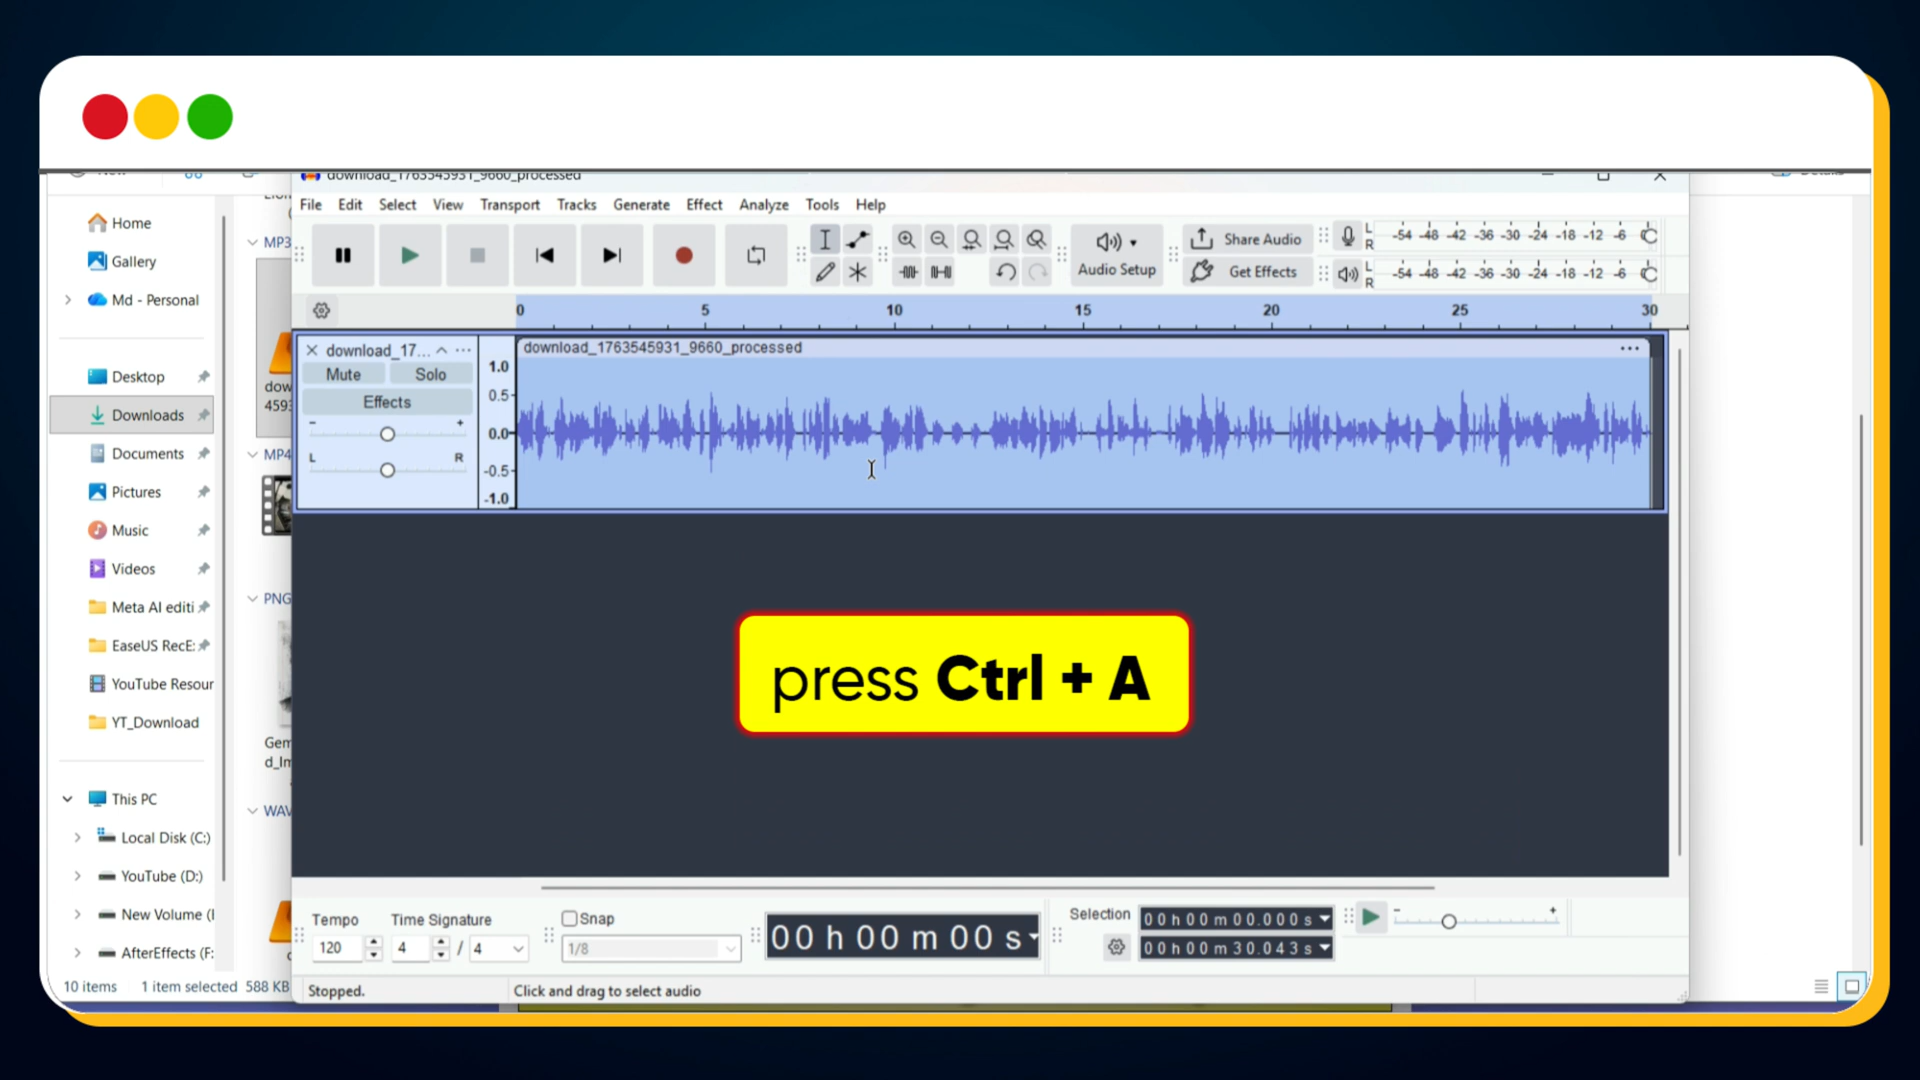 download_1763545931_9660_processed
File Edit Select View Transport Tracks Generate Effect Analyze Tools Help
Audio Setup
Share Audio
Get Effects
L
R
-54 -48 -42 -36 -30 -24 -18 -12 -6
L
R
-54 -48 -42 -36 -30 -24 -18 -12 -6
0 5 10 15 20 25 30
download_17...
Mute Solo
Effects
- +
L R
1.0
0.5
0.0
-0.5
-1.0
download_1763545931_9660_processed
press Ctrl + A
Home
Gallery
Md - Personal
Desktop
Downloads
Documents
Pictures
Music
Videos
Meta AI editi
EaseUS RecE:
YouTube Resour
YT_Download
This PC
Local Disk (C:)
YouTube (D:)
New Volume (
AfterEffects (F:
MP3
dow
459
MP4
PNG
Gem
d_Im
WAV
10 items 1 item selected 588 KB
Tempo
120
Time Signature
4 / 4
Snap
1/8
00 h 00 m 00 s
Selection
00 h 00 m 00.000 s
00 h 00 m 30.043 s
- +
Stopped.
Click and drag to select audio